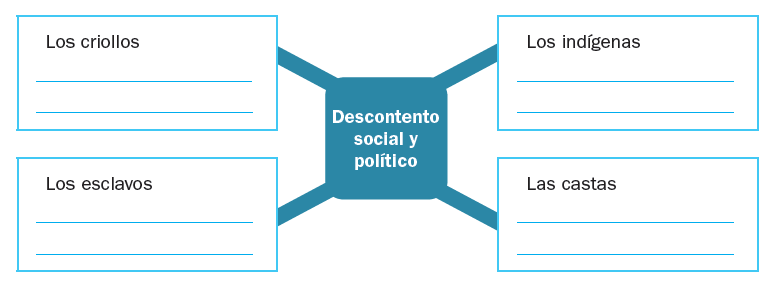 Los criollos
Los indígenas
Descontento
social y
político
Los esclavos
Las castas